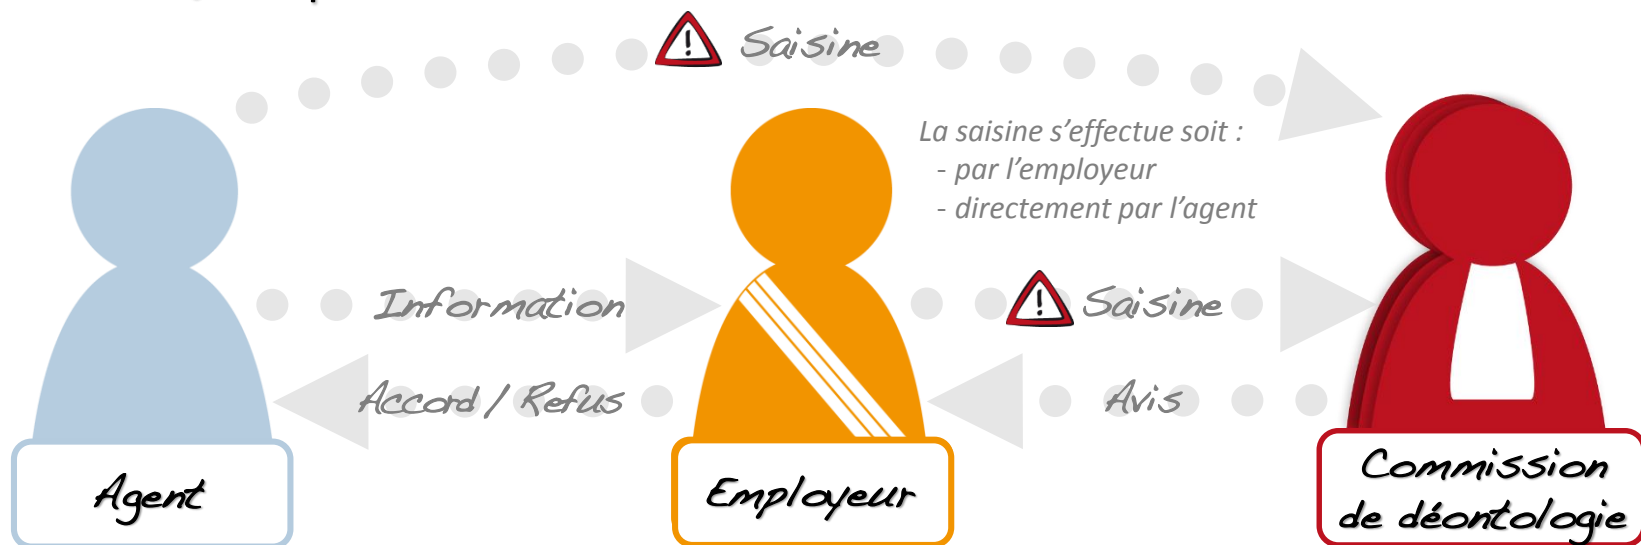 Saisine
La saisine s’effectue soit :
- par l’employeur
- directement par l’agent
Information
Saisine
Accord / Refus
Avis
Agent
Employeur
Commission
de déontologie